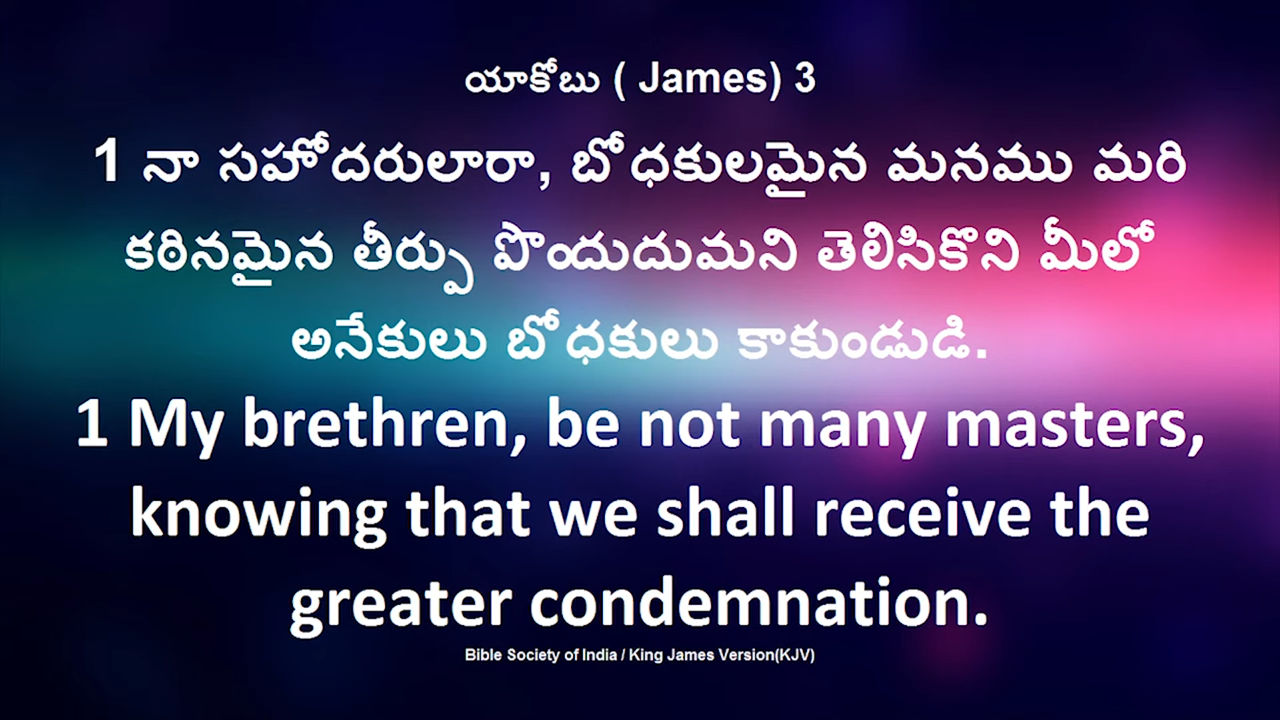 యాకోబు ( James) 3
1 నా సహోదరులారా, బోధకులమైన మనము మరి
కఠినమైన తీర్పు పొందుదుమని తెలిసికొని మీలో
అనేకులు బోధకులు కాకుండుడి.
1 My brethren, be not many masters,
knowing that we shall receive the
greater condemnation.
Bible Society of India / King James Version(KJV)